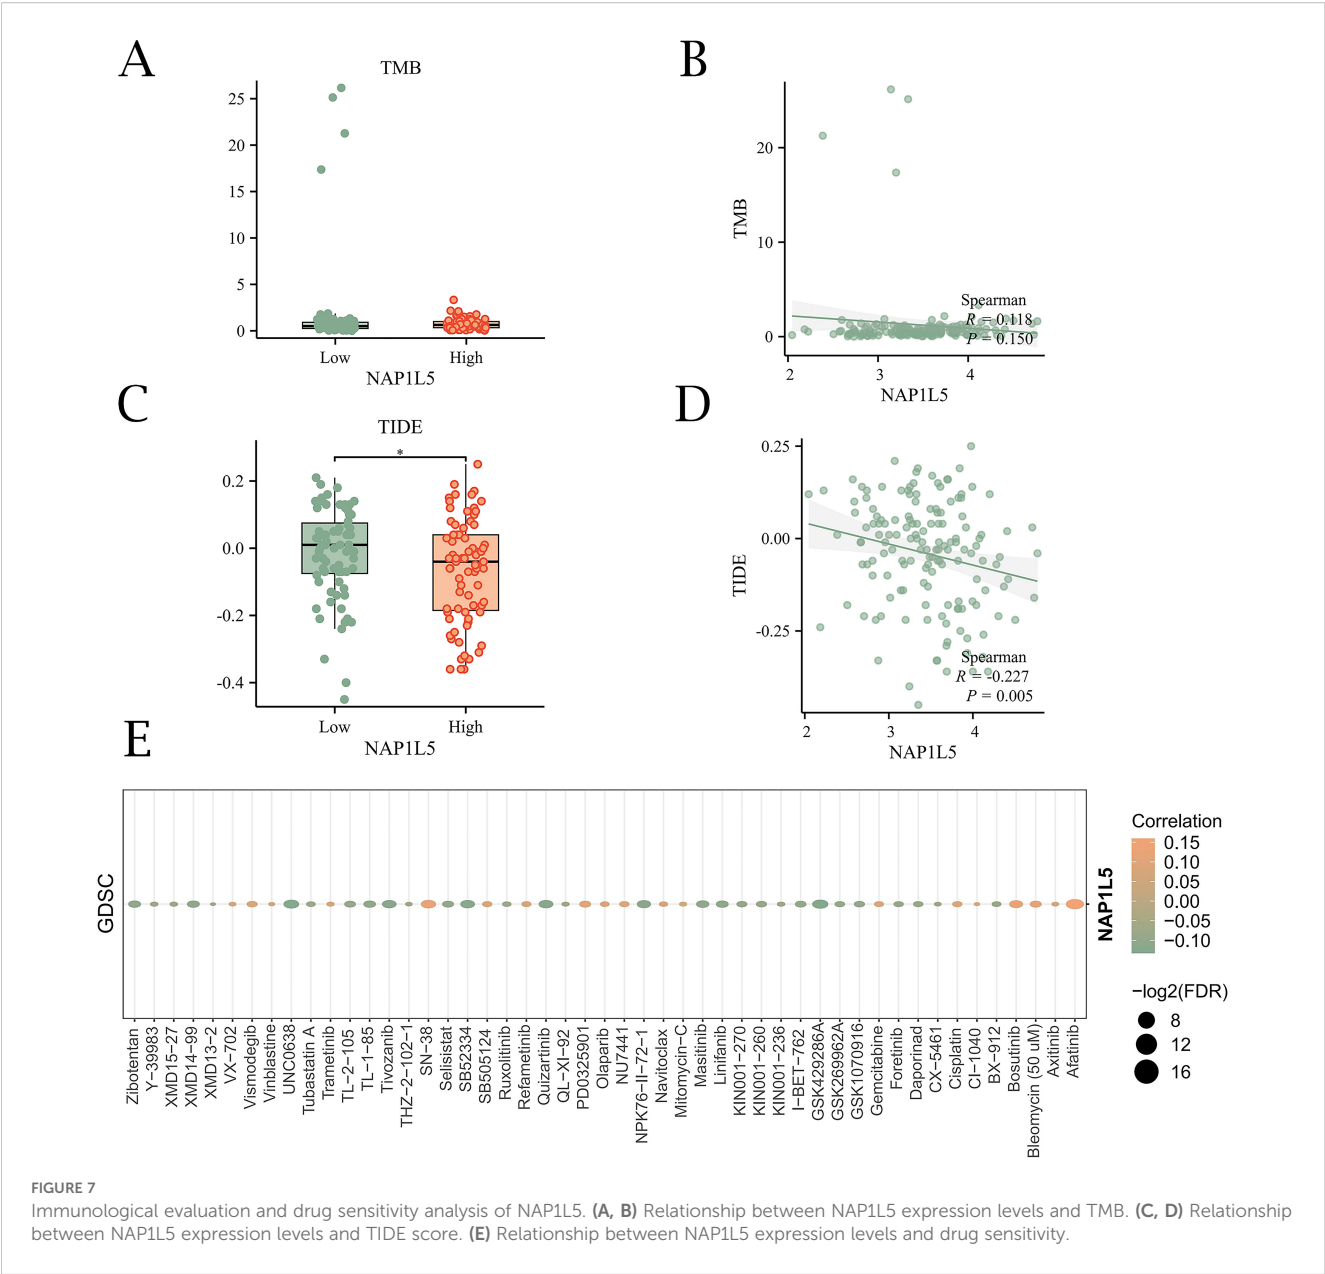 A
TMB
25
20
15
10
5
0
Low
High
NAP1L5
B
TMB
20
10
0
Spearman
R = 0.118
P = 0.150
2
3
4
NAP1L5
C
TIDE
*
0.2
0.0
-0.2
-0.4
Low
High
NAP1L5
D
TIDE
0.25
0.00
-0.25
Spearman
R = -0.227
P = 0.005
2
3
4
NAP1L5
E
GDSC
NAP1L5
Zibotentan
Y−39983
XMD15−27
XMD14−99
XMD13−2
VX−702
Vismodegib
Vinblastine
UNC0638
Tubastatin A
Trametinib
TL−2−105
TL−1−85
Tivozanib
THZ−2−102−1
SN−38
Selisistat
SB52334
SB505124
Ruxolitinib
Refametinib
Quizartinib
QL−XI−92
PD0325901
Olaparib
NU7441
NPK76−II−72−1
Navitoclax
Mitomycin−C
Masitinib
Linifanib
KIN001−270
KIN001−260
KIN001−236
I−BET−762
GSK429286A
GSK269962A
GSK1070916
Gemcitabine
Foretinib
Daporinad
CX−5461
Cisplatin
CI−1040
BX−912
Bosutinib
Bleomycin (50 uM)
Axitinib
Afatinib
Correlation
0.15
0.10
0.05
0.00
−0.05
−0.10
−log2(FDR)
8
12
16
FIGURE 7
Immunological evaluation and drug sensitivity analysis of NAP1L5. (A, B) Relationship between NAP1L5 expression levels and TMB. (C, D) Relationship
between NAP1L5 expression levels and TIDE score. (E) Relationship between NAP1L5 expression levels and drug sensitivity.